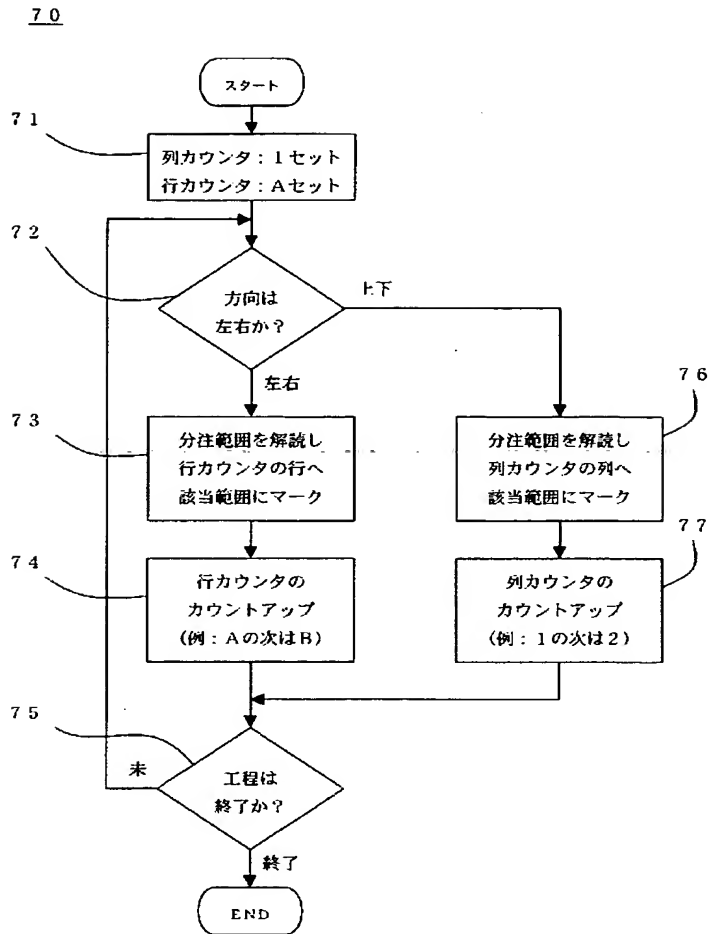 70
スタート
71
列カウンタ：1セット
行カウンタ：Aセット
72
方向は
左右か？
上下
左右
73
分注範囲を解読し
行カウンタの行へ
該当範囲にマーク
76
分注範囲を解読し
列カウンタの列へ
該当範囲にマーク
74
行カウンタの
カウントアップ
(例：Aの次はB)
77
列カウンタの
カウントアップ
(例：1の次は2)
75
工程は
終了か？
未
終了
END